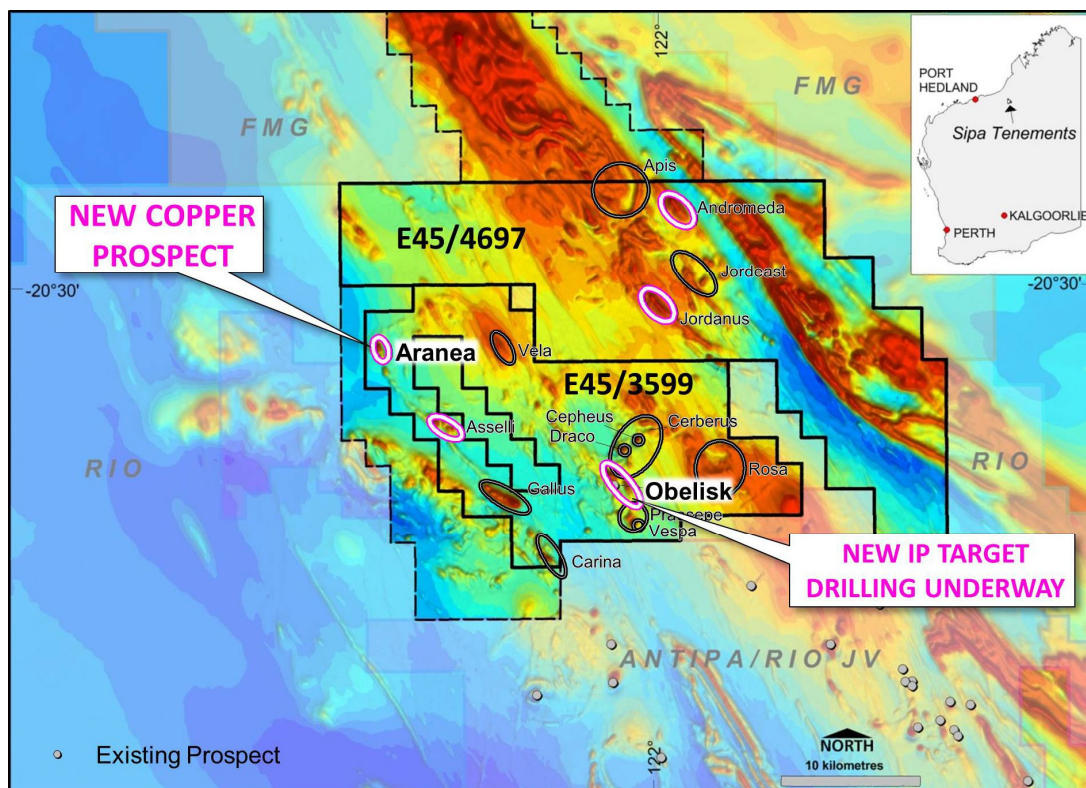 122°
PORT
HEDLAND
Sipa Tenements
KALGOORLIE
PERTH
FMG
FMG
Apis
Andromeda
NEW COPPER
PROSPECT
E45/4697
Jordeast
-20°30'
-20°30'
Jordanus
Aranea
Vela
E45/3599
Cepheus
Cerberus
Draco
Asselli
RIO
RIO
Rosa
Gallus
Obelisk
Praesepe
Vespa
Carina
NEW IP TARGET
DRILLING UNDERWAY
ANTIPA/RIO JV
Existing Prospect
122°
NORTH
10 kilometres